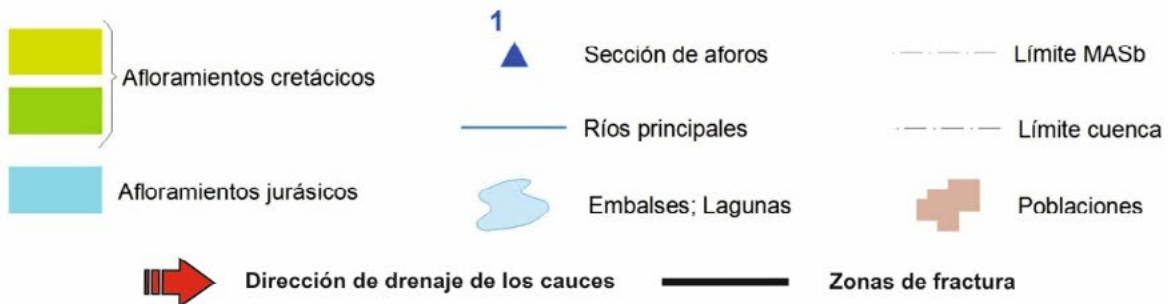 1
Sección de aforos
Límite MASb
Afloramientos cretácicos
Ríos principales
Límite cuenca
Afloramientos jurásicos
Embalses; Lagunas
Poblaciones
Dirección de drenaje de los cauces
Zonas de fractura